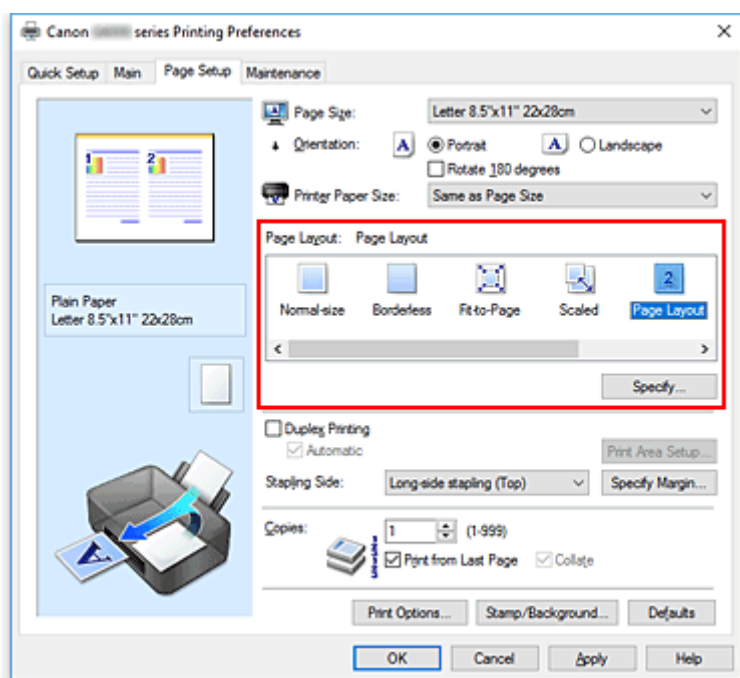 Canon series Printing Preferences
Quick Setup Main Page Setup Maintenance
1 2
Plain Paper
Letter 8.5"x11" 22x28cm
Page Size: Letter 8.5"x11" 22x28cm
Orientation: A Portrait A Landscape
Rotate 180 degrees
Printer Paper Size: Same as Page Size
Page Layout: Page Layout
2
Normal-size Borderless Fit-to-Page Scaled Page Layout
Specify...
Duplex Printing
Automatic
Print Area Setup...
Stapling Side: Long-side stapling (Top) Specify Margin...
Copies: 1 (1-999)
Print from Last Page Collate
A
Print Options... Stamp/Background... Defaults
OK Cancel Apply Help